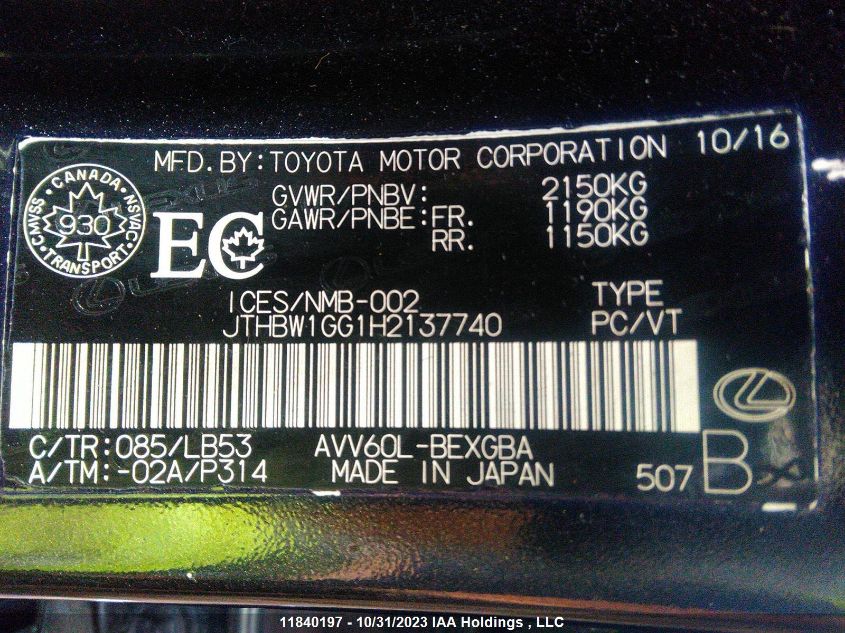 MFD.BY:TOYOTA MOTOR CORPORATION 10/16
CANADA
CMVSS 930 NSVAC
TRANSPORT
EC
GVWR/PNBV: 2150KG
GAWR/PNBE:FR. 1190KG
RR. 1150KG
ICES/NMB-002 TYPE
JTHBW1GG1H2137740 PC/VT
C/TR:085/LB53 AVV60L-BEXGBA
A/TM:-02A/P314 MADE IN JAPAN 507 B
11840197 - 10/31/2023 IAA Holdings , LLC